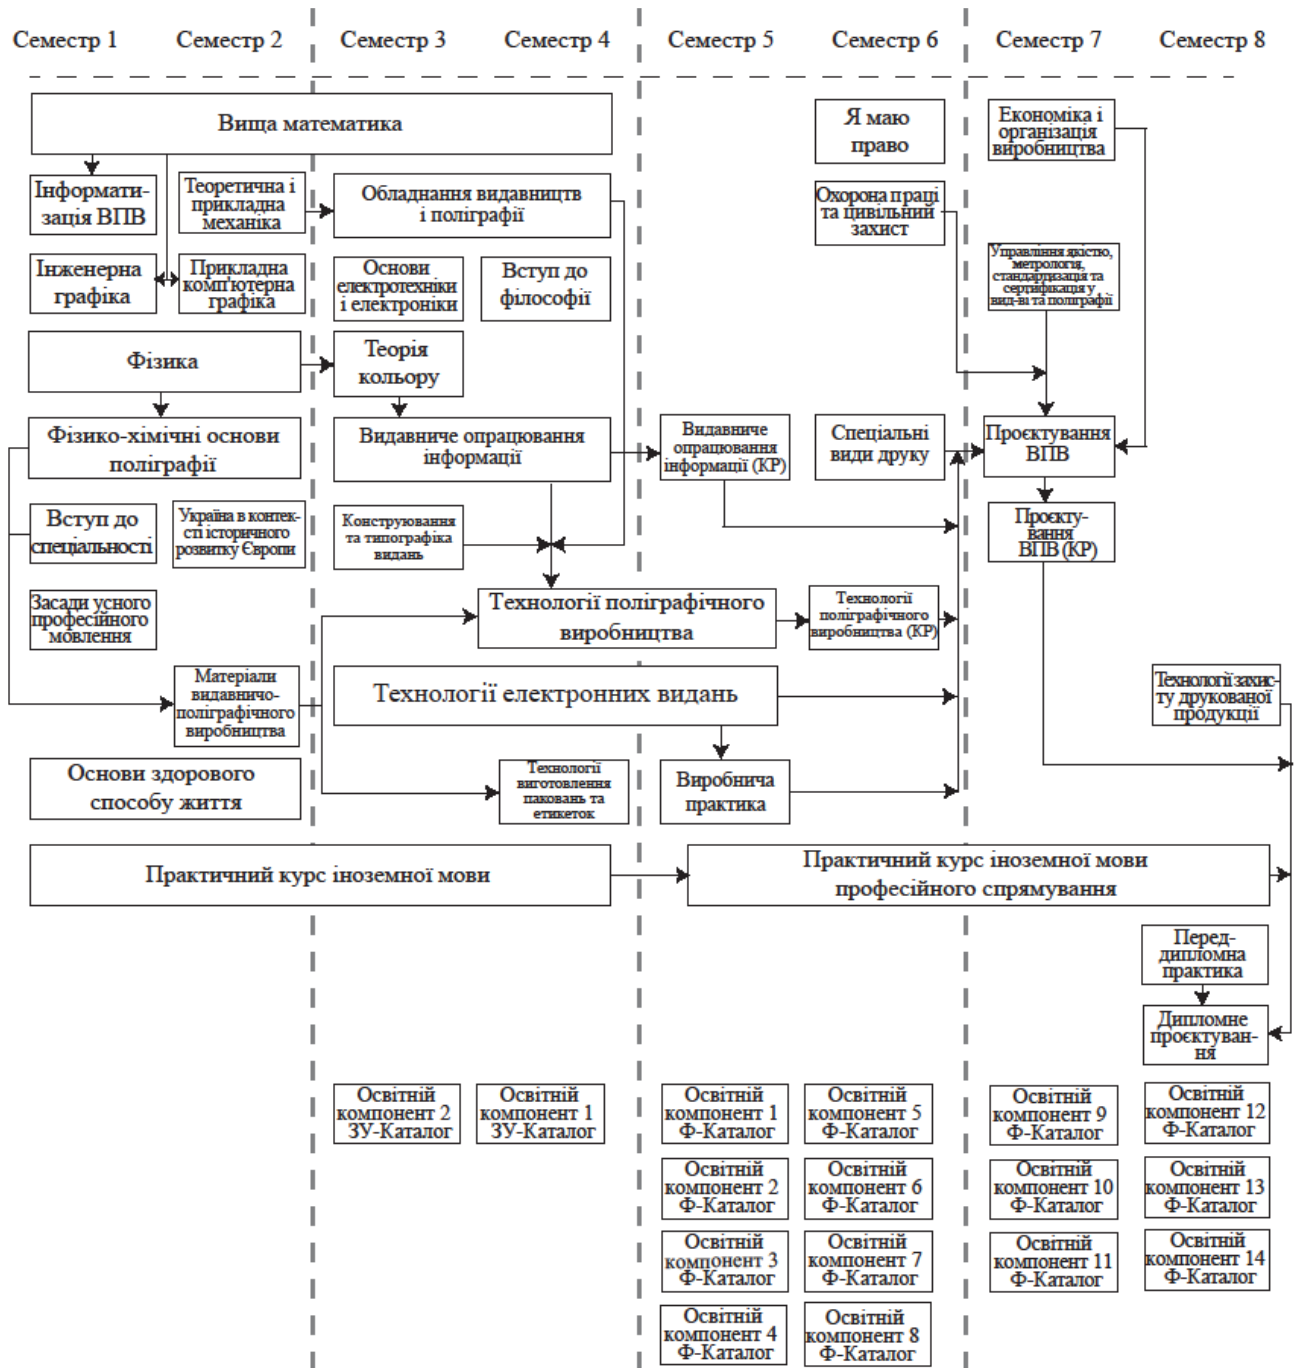 Семестр 1
Семестр 2
Семестр 3
Семестр 4
Семестр 5
Семестр 6
Семестр 7
Семестр 8
Вища математика
Я маю
право
Економіка і
організація
виробництва
Інформати-
зація ВПВ
Теоретична і
прикладна
механіка
Обладнання видавництв
і поліграфії
Охорона праці
та цивільний
захист
Інженерна
графіка
Прикладна
комп'ютерна
графіка
Основи
електротехніки
і електроніки
Вступ до
філософії
Управління якістю,
метрологія,
стандартизація та
сертифікація у
вид-ві та поліграфії
Фізика
Теорія
кольору
Фізико-хімічні основи
поліграфії
Видавниче опрацювання
інформації
Видавниче
опрацювання
інформації (КР)
Спеціальні
види друку
Проєктування
ВПВ
Вступ до
спеціальності
Україна в контек-
сті історичного
розвитку Європи
Конструювання
та типографіка
видань
Проєкту-
вання
ВПВ (КР)
Засади усного
професійного
мовлення
Технології поліграфічного
виробництва
Технології
поліграфічного
виробництва (КР)
Матеріали
видавничо-
поліграфічного
виробництва
Технології електронних видань
Технології захис-
ту друкованої
продукції
Основи здорового
способу життя
Технології
виготовлення
паковань та
етикеток
Виробнича
практика
Практичний курс іноземної мови
Практичний курс іноземної мови
професійного спрямування
Перед-
дипломна
практика
Дипломне
проєктуван-
ня
Освітній
компонент 2
ЗУ-Каталог
Освітній
компонент 1
ЗУ-Каталог
Освітній
компонент 1
Ф-Каталог
Освітній
компонент 5
Ф-Каталог
Освітній
компонент 9
Ф-Каталог
Освітній
компонент 12
Ф-Каталог
Освітній
компонент 2
Ф-Каталог
Освітній
компонент 6
Ф-Каталог
Освітній
компонент 10
Ф-Каталог
Освітній
компонент 13
Ф-Каталог
Освітній
компонент 3
Ф-Каталог
Освітній
компонент 7
Ф-Каталог
Освітній
компонент 11
Ф-Каталог
Освітній
компонент 14
Ф-Каталог
Освітній
компонент 4
Ф-Каталог
Освітній
компонент 8
Ф-Каталог